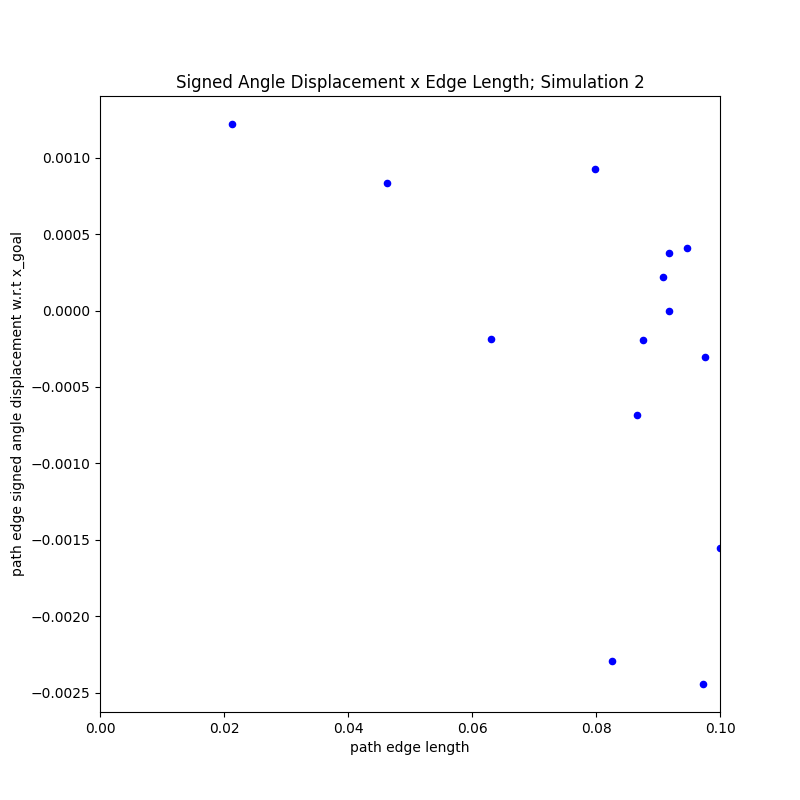 Signed Angle Displacement x Edge Length; Simulation 2
0.0010
0.0005
0.0000
−0.0005
−0.0010
−0.0015
−0.0020
−0.0025
path edge signed angle displacement w.r.t x_goal
0.00 0.02 0.04 0.06 0.08 0.10
path edge length